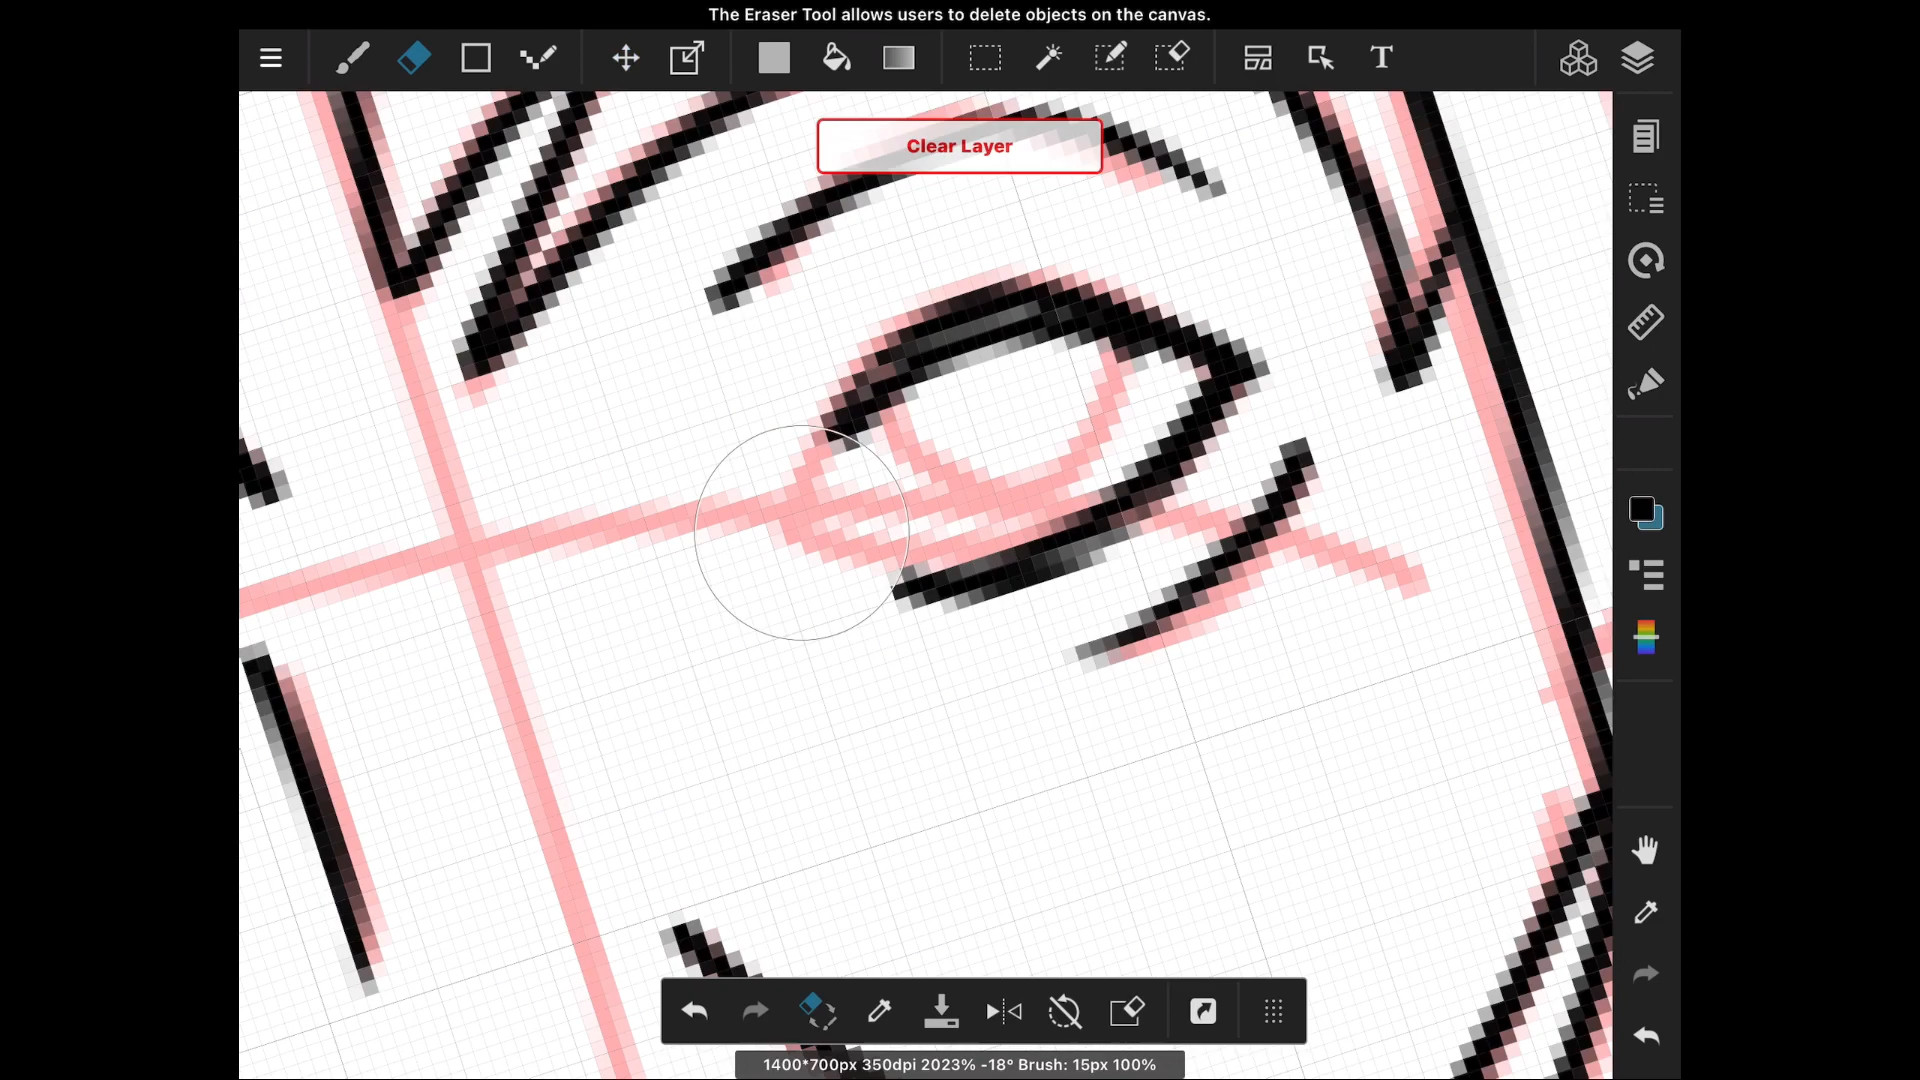 The Eraser Tool allows users to delete objects on the canvas.
T
Clear Layer
1400*700px 350dpi 2023% -18° Brush: 15px 100%